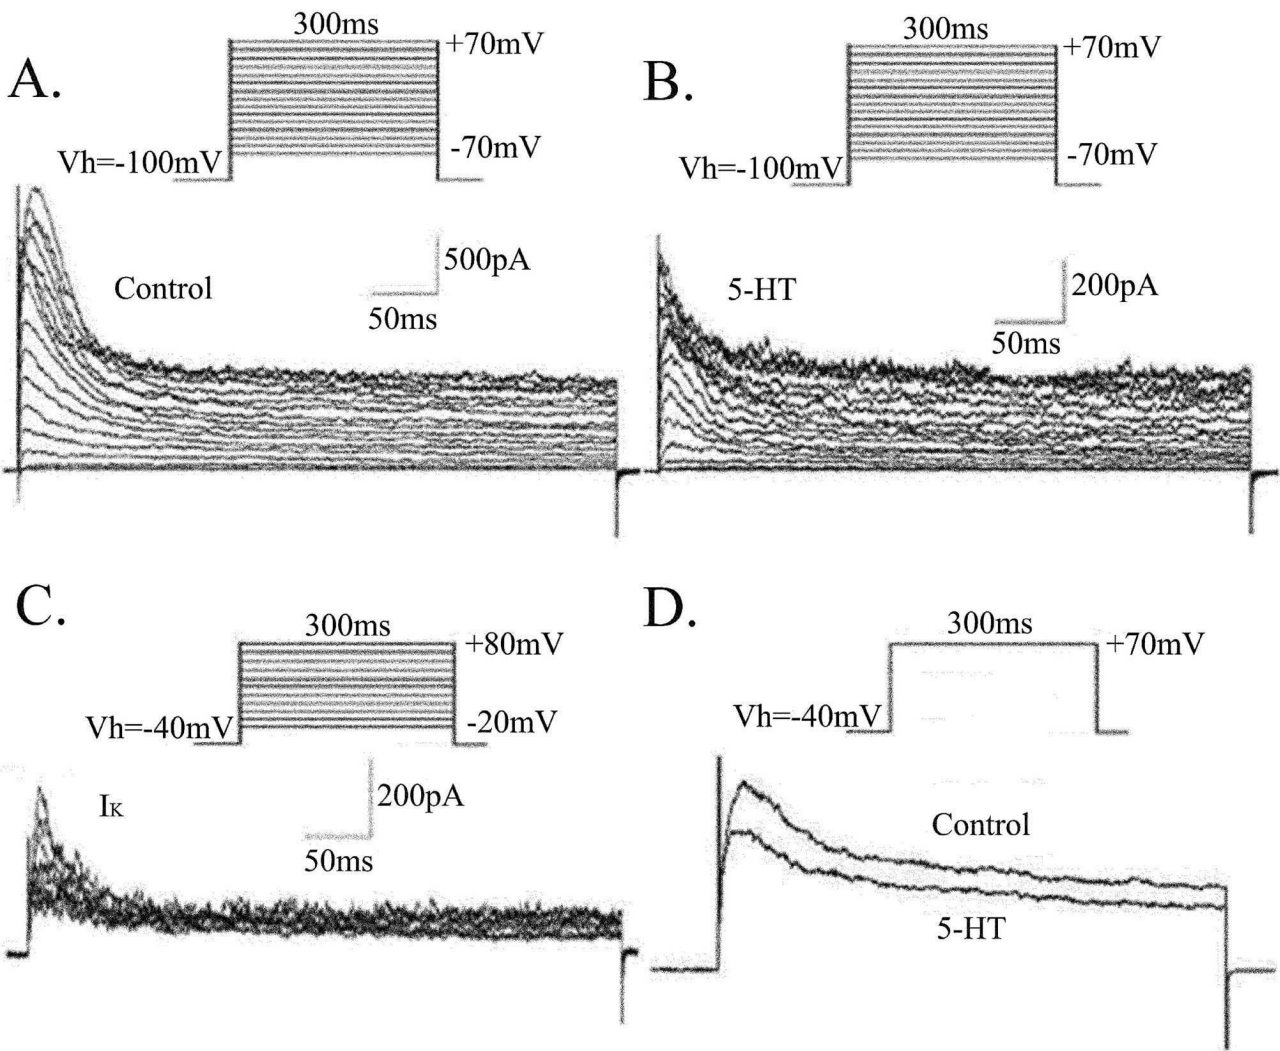 A.
300ms
+70mV
-70mV
Vh=-100mV
Control
500pA
50ms
B.
300ms
+70mV
-70mV
Vh=-100mV
5-HT
200pA
50ms
C.
300ms
+80mV
-20mV
Vh=-40mV
IK
200pA
50ms
D.
300ms
+70mV
Vh=-40mV
Control
5-HT